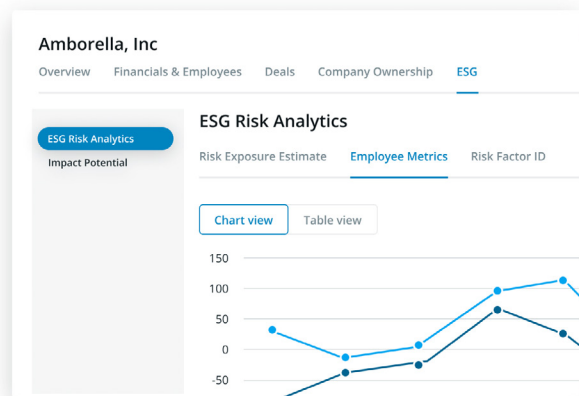 Amborella, Inc
Overview Financials & Employees Deals Company Ownership ESG
ESG Risk Analytics
Impact Potential
ESG Risk Analytics
Risk Exposure Estimate Employee Metrics Risk Factor ID
Chart view Table view
150
100
50
0
-50